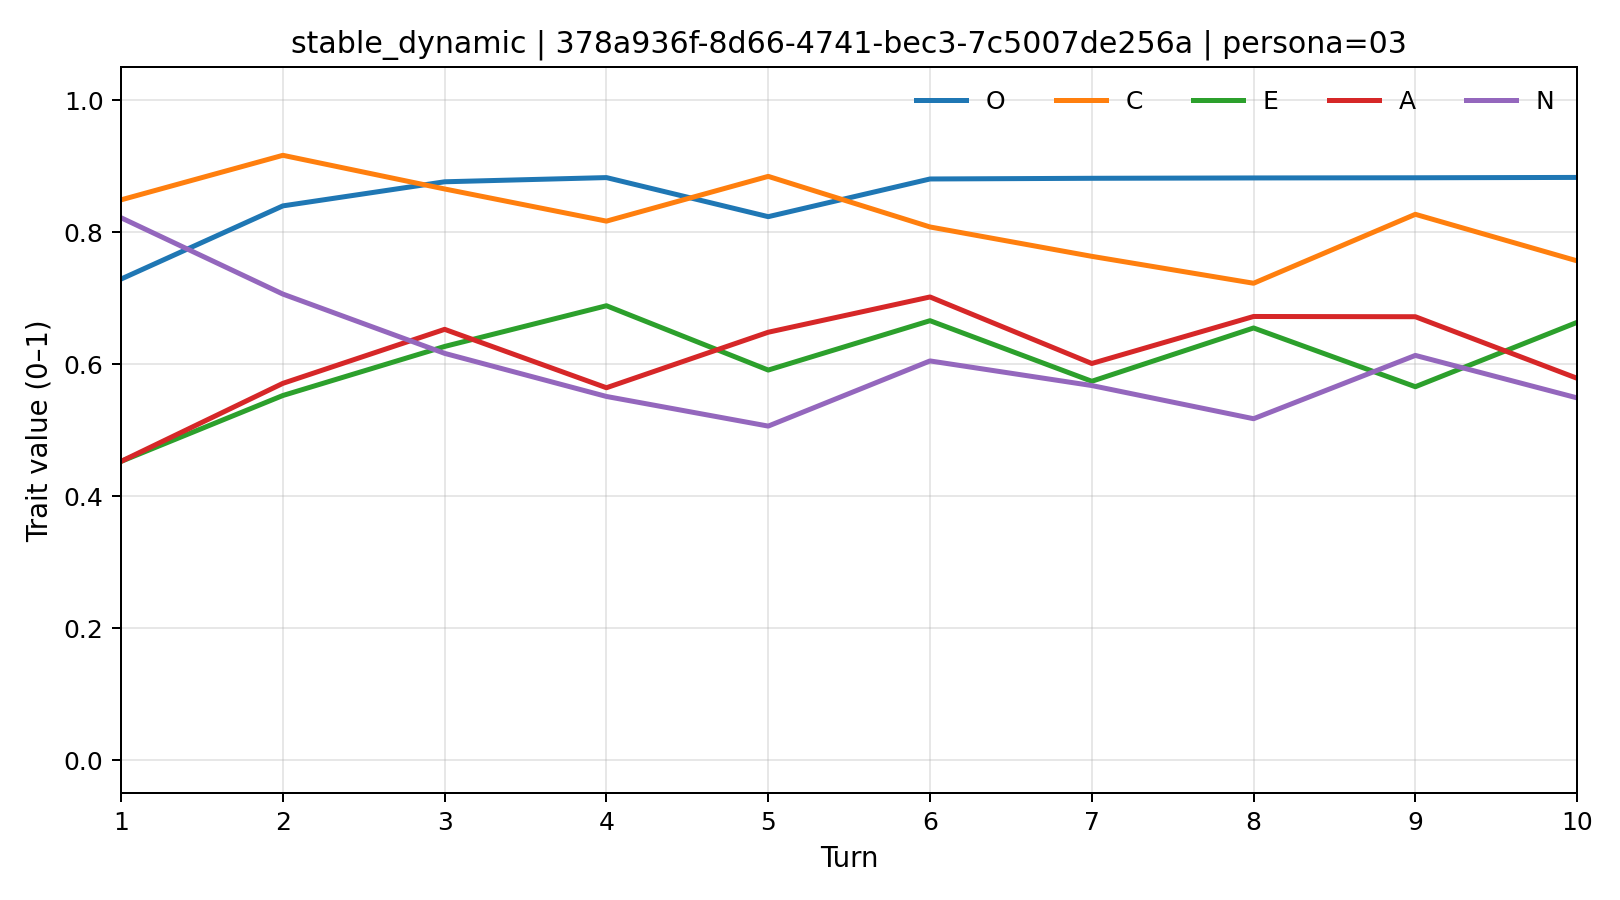 stable_dynamic | 378a936f-8d66-4741-bec3-7c5007de256a | persona=03
O C E A N
Trait value (0–1)
1.0
0.8
0.6
0.4
0.2
0.0
1 2 3 4 5 6 7 8 9 10
Turn